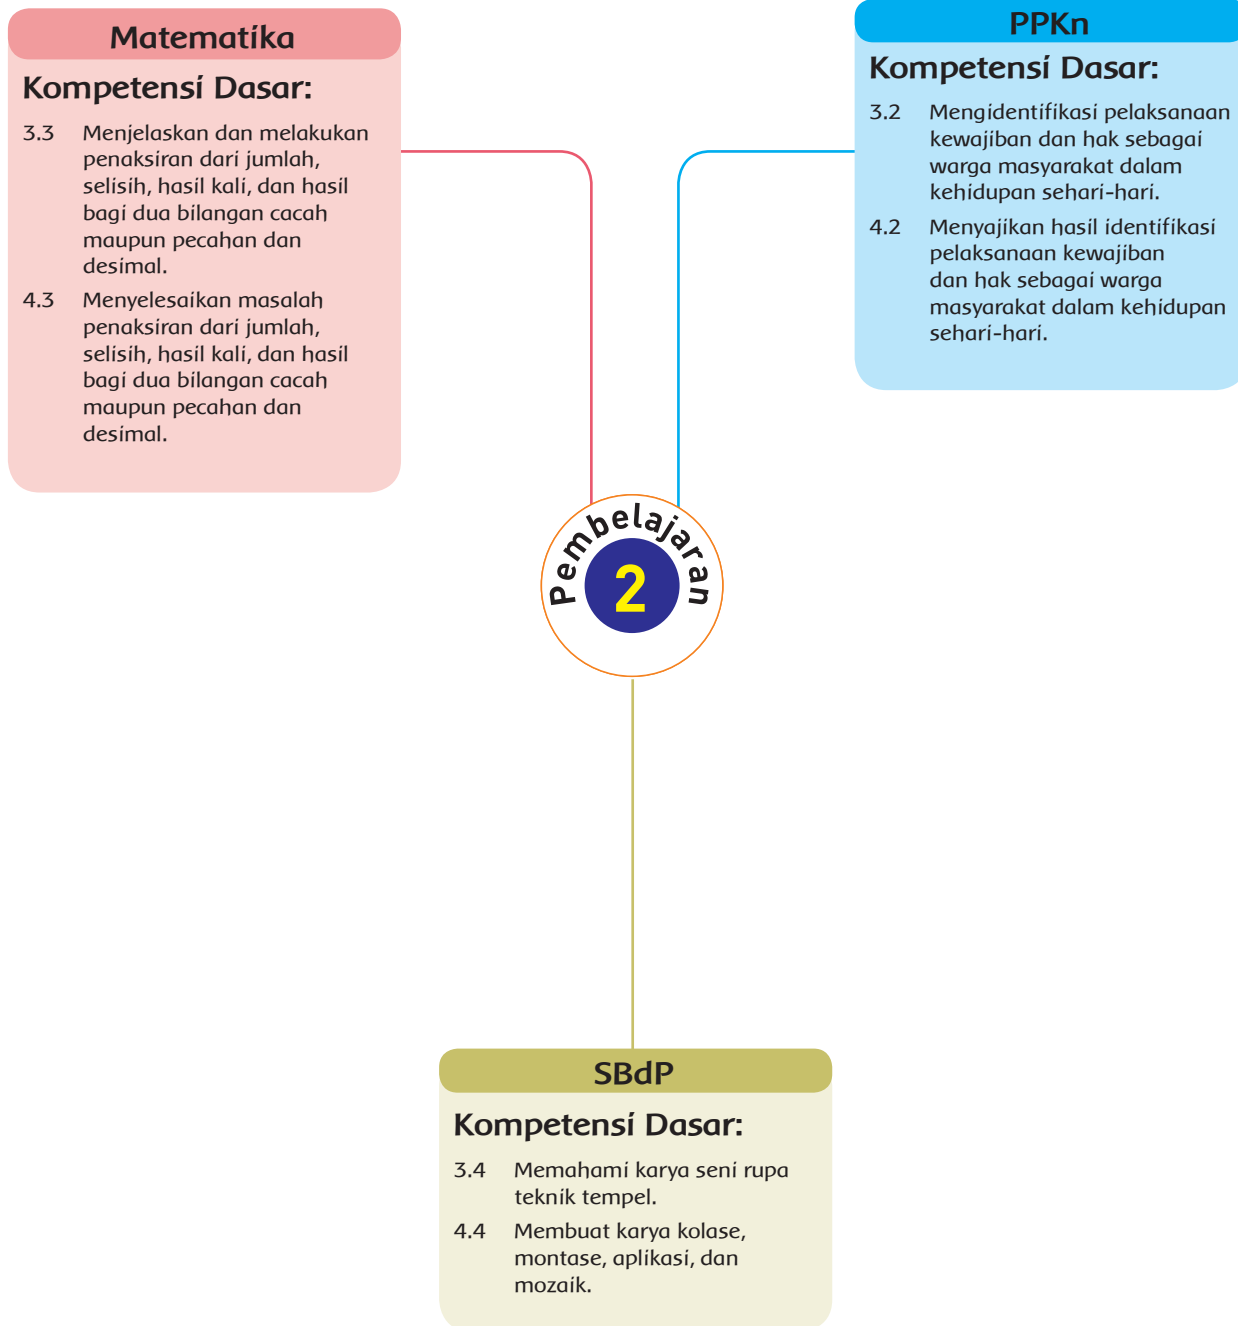 Matematika
Kompetensi Dasar:
3.3 Menjelaskan dan melakukan
penaksiran dari jumlah,
selisih, hasil kali, dan hasil
bagi dua bilangan cacah
maupun pecahan dan
desimal.
4.3 Menyelesaikan masalah
penaksiran dari jumlah,
selisih, hasil kali, dan hasil
bagi dua bilangan cacah
maupun pecahan dan
desimal.
PPKn
Kompetensi Dasar:
3.2 Mengidentifikasi pelaksanaan
kewajiban dan hak sebagai
warga masyarakat dalam
kehidupan sehari-hari.
4.2 Menyajikan hasil identifikasi
pelaksanaan kewajiban
dan hak sebagai warga
masyarakat dalam kehidupan
sehari-hari.
Pembelajaran
2
SBdP
Kompetensi Dasar:
3.4 Memahami karya seni rupa
teknik tempel.
4.4 Membuat karya kolase,
montase, aplikasi, dan
mozaik.